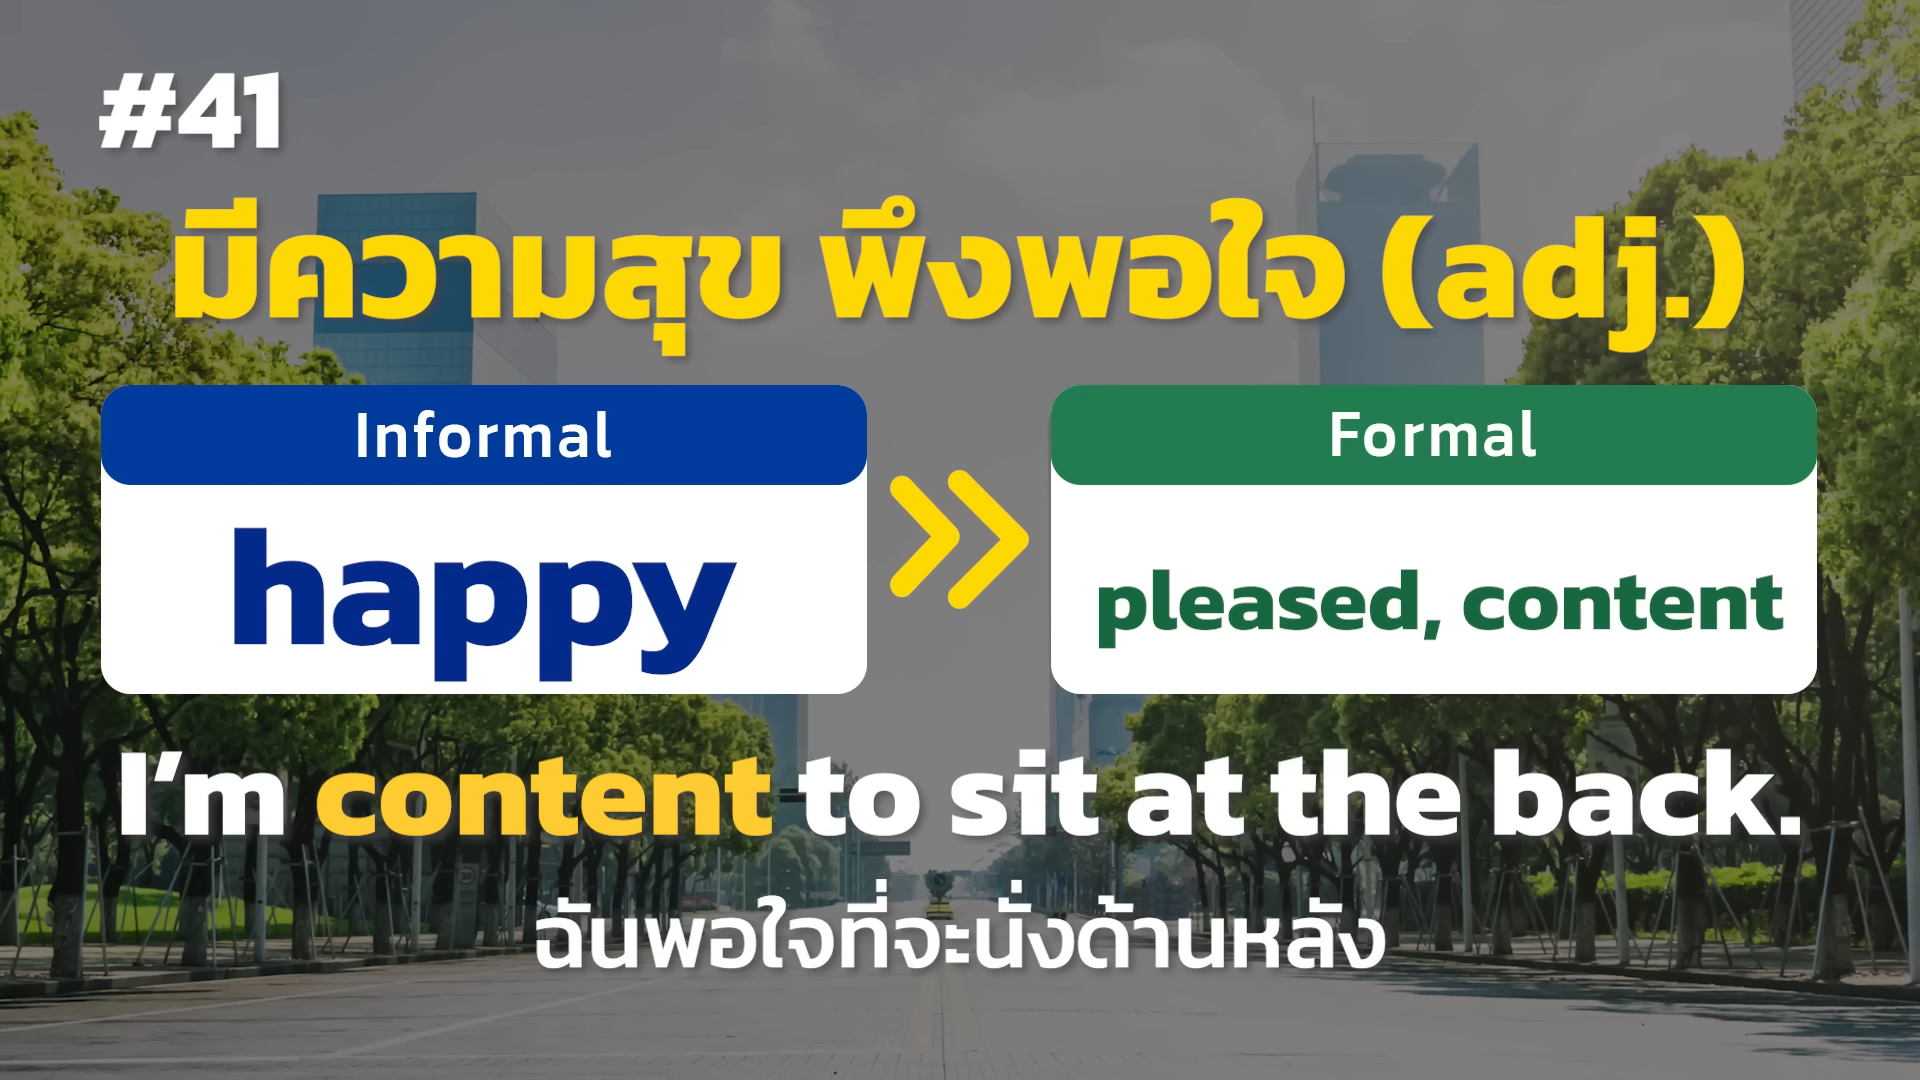 #41
มีความสุข พึงพอใจ (adj.)
Informal
happy
Formal
pleased, content
I’m content to sit at the back.
ฉันพอใจที่จะนั่งด้านหลัง